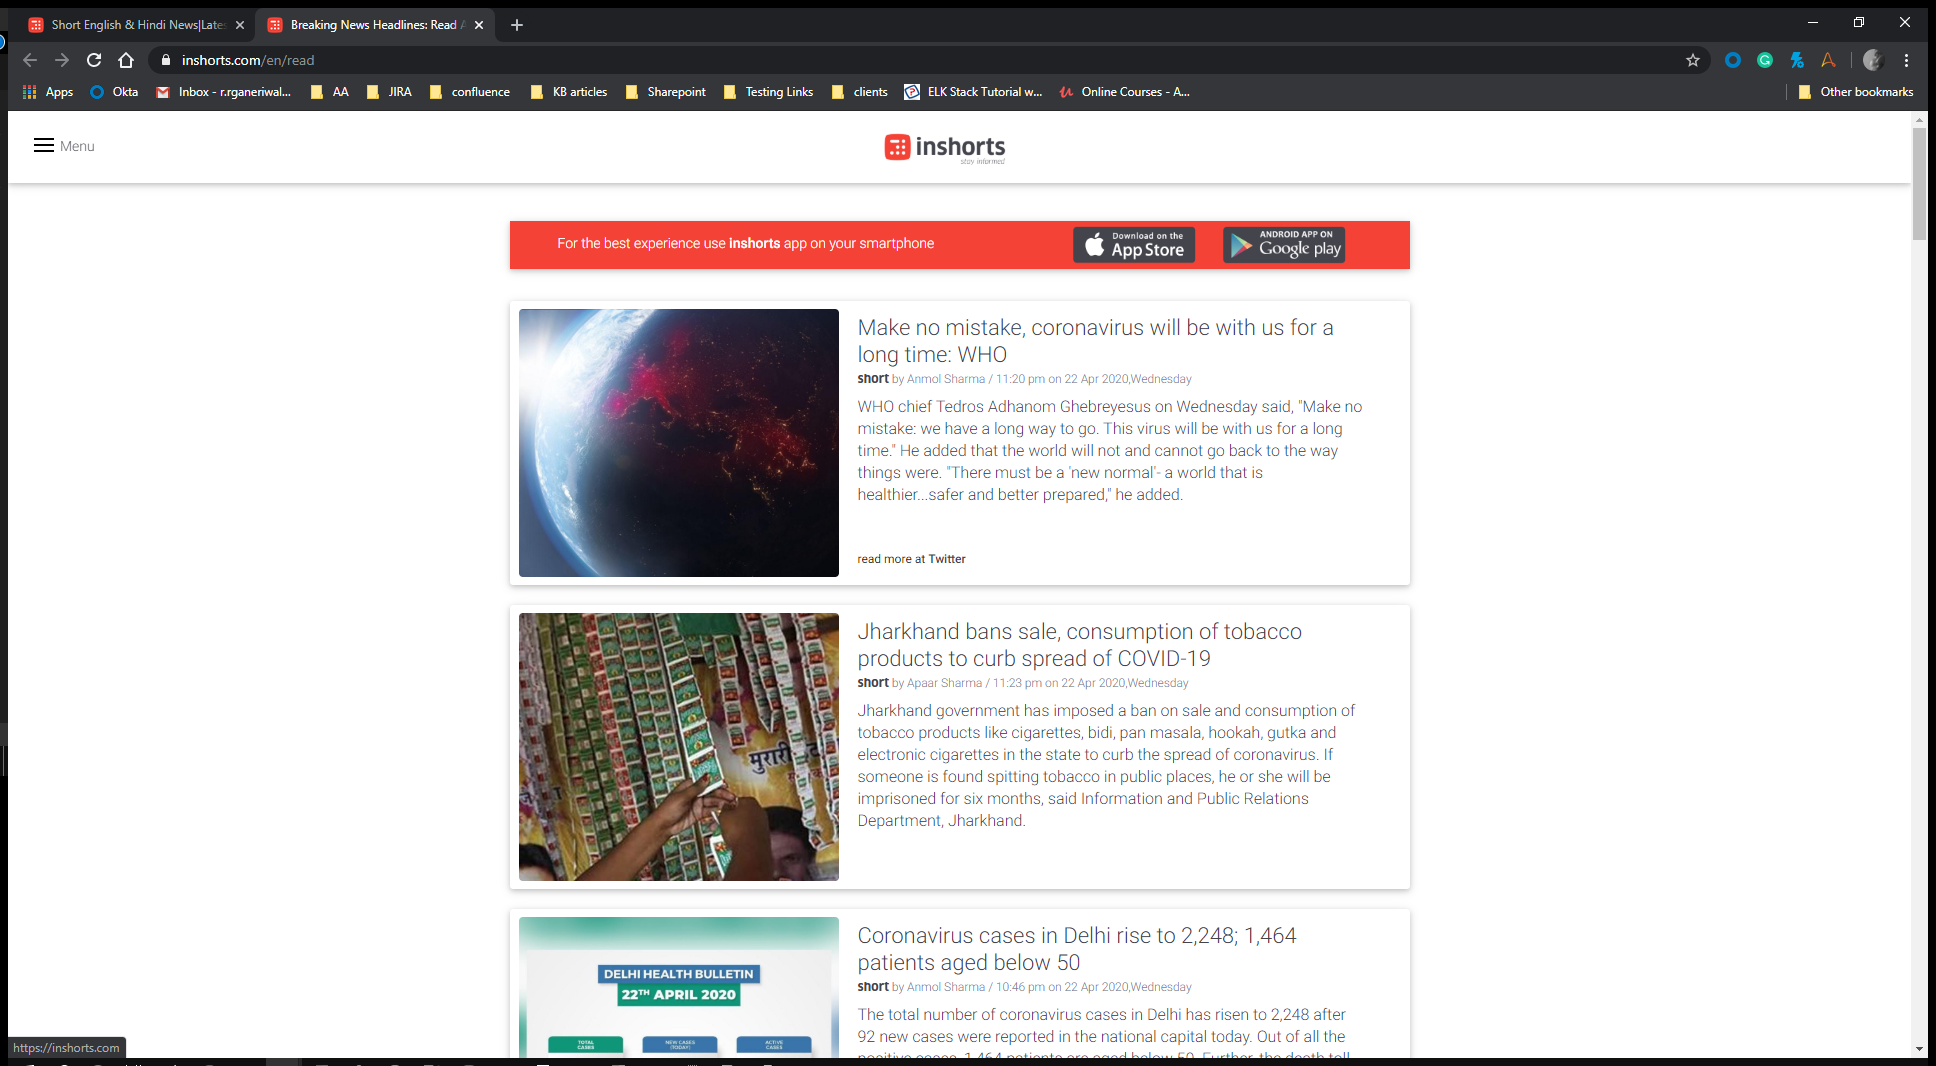 Short English & Hindi News|Late
Breaking News Headlines: Read
inshorts.com/en/read
Apps
Okta
Inbox - r.rganeriwal...
AA
JIRA
confluence
KB articles
Sharepoint
Testing Links
clients
ELK Stack Tutorial w...
Online Courses - A...
Other bookmarks
Menu
inshorts
stay informed
For the best experience use inshorts app on your smartphone
Download on the
App Store
ANDROID APP ON
Google play
Make no mistake, coronavirus will be with us for a
long time: WHO
short by Anmol Sharma / 11:20 pm on 22 Apr 2020,Wednesday
WHO chief Tedros Adhanom Ghebreyesus on Wednesday said, "Make no
mistake: we have a long way to go. This virus will be with us for a long
time." He added that the world will not and cannot go back to the way
things were. "There must be a 'new normal'- a world that is
healthier...safer and better prepared," he added.
read more at Twitter
मुरारी
Jharkhand bans sale, consumption of tobacco
products to curb spread of COVID-19
short by Apaar Sharma / 11:23 pm on 22 Apr 2020,Wednesday
Jharkhand government has imposed a ban on sale and consumption of
tobacco products like cigarettes, bidi, pan masala, hookah, gutka and
electronic cigarettes in the state to curb the spread of coronavirus. If
someone is found spitting tobacco in public places, he or she will be
imprisoned for six months, said Information and Public Relations
Department, Jharkhand.
DELHI HEALTH BULLETIN
22TH APRIL 2020
TOTAL
CASES
NEW CASES
(TODAY)
ACTIVE
CASES
Coronavirus cases in Delhi rise to 2,248; 1,464
patients aged below 50
short by Anmol Sharma / 10:46 pm on 22 Apr 2020,Wednesday
The total number of coronavirus cases in Delhi has risen to 2,248 after
92 new cases were reported in the national capital today. Out of all the
positive cases, 1,464 patients are aged below 50. Further, the death toll
https://inshorts.com